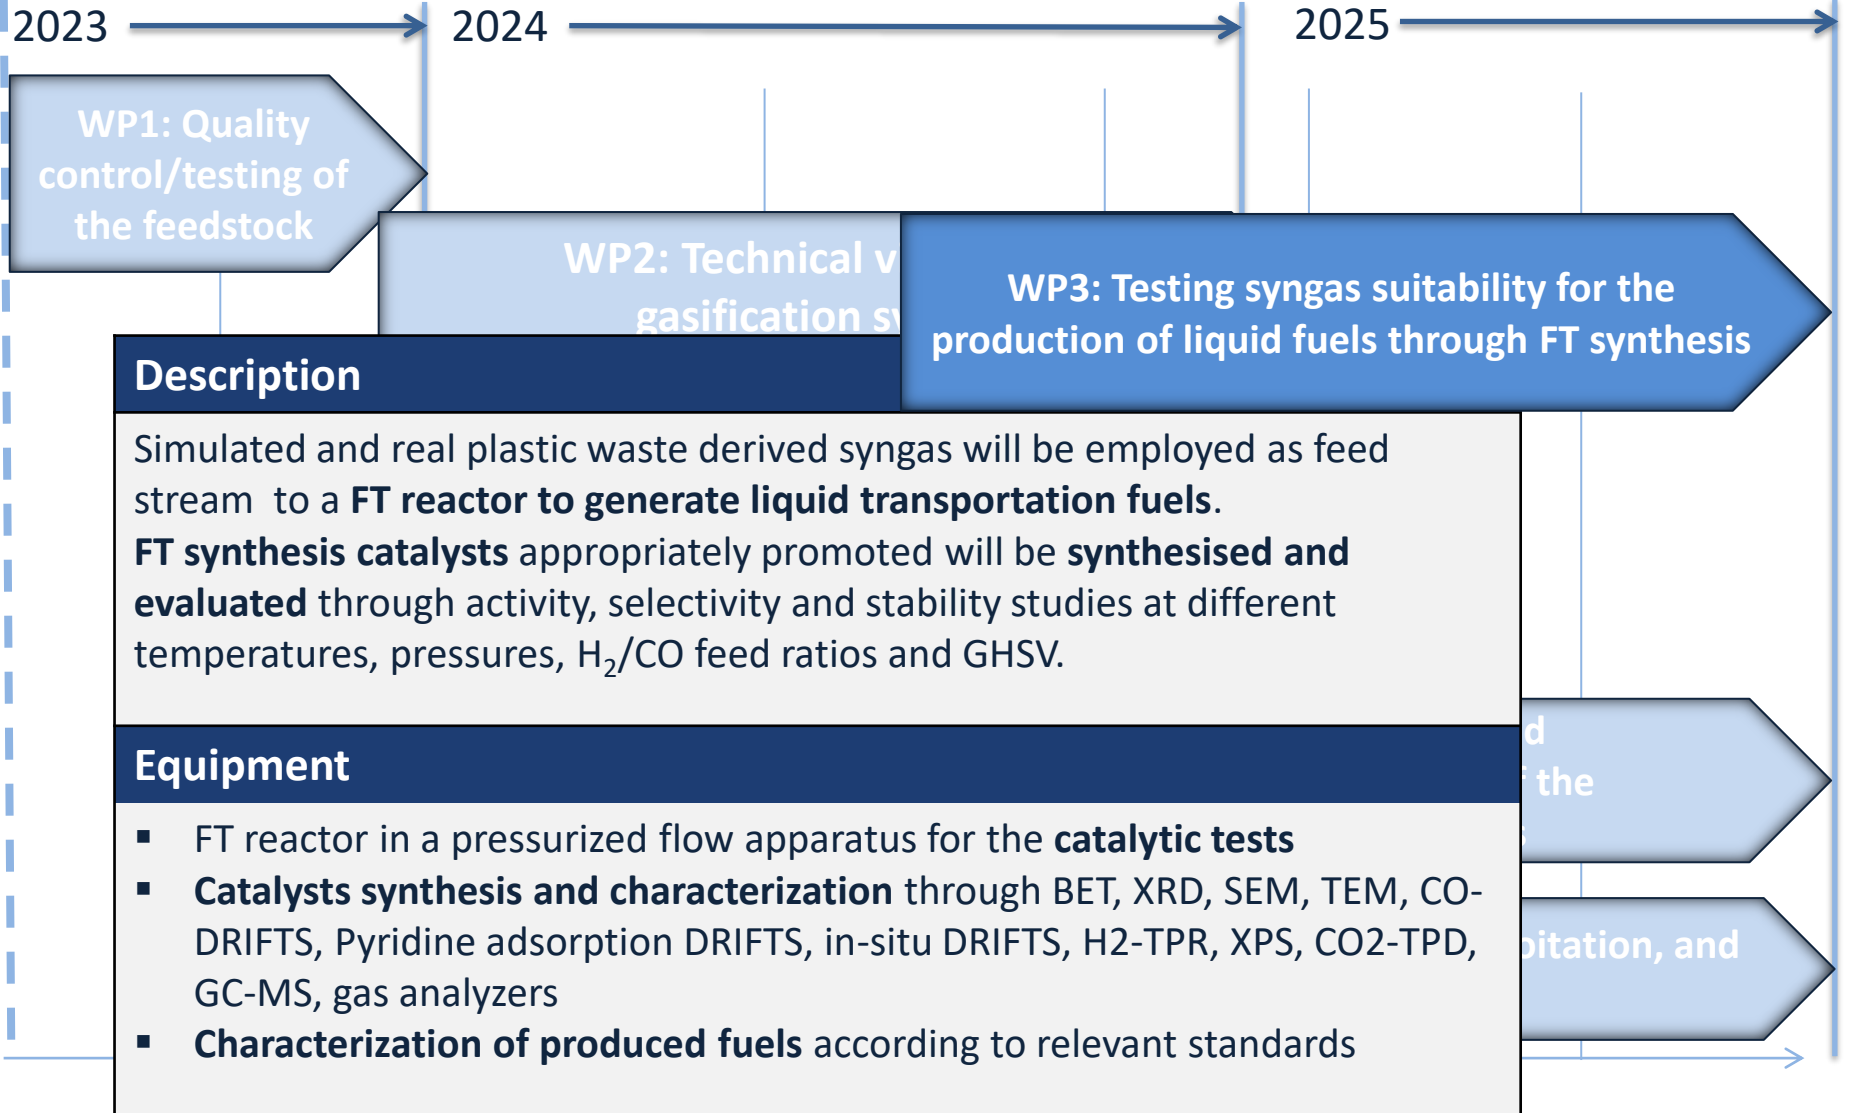 2023
2024
2025
WP1: Quality
control/testing of
the feedstock
WP2: Technical
gasification
WP3: Testing syngas suitability for the
production of liquid fuels through FT synthesis
Description
Simulated and real plastic waste derived syngas will be employed as feed
stream to a FT reactor to generate liquid transportation fuels.
FT synthesis catalysts appropriately promoted will be synthesised and
evaluated through activity, selectivity and stability studies at different
temperatures, pressures, H₂/CO feed ratios and GHSV.
the
Equipment
▪ FT reactor in a pressurized flow apparatus for the catalytic tests
▪ Catalysts synthesis and characterization through BET, XRD, SEM, TEM, CO-
DRIFTS, Pyridine adsorption DRIFTS, in-situ DRIFTS, H2-TPR, XPS, CO2-TPD,
GC-MS, gas analyzers
▪ Characterization of produced fuels according to relevant standards
and